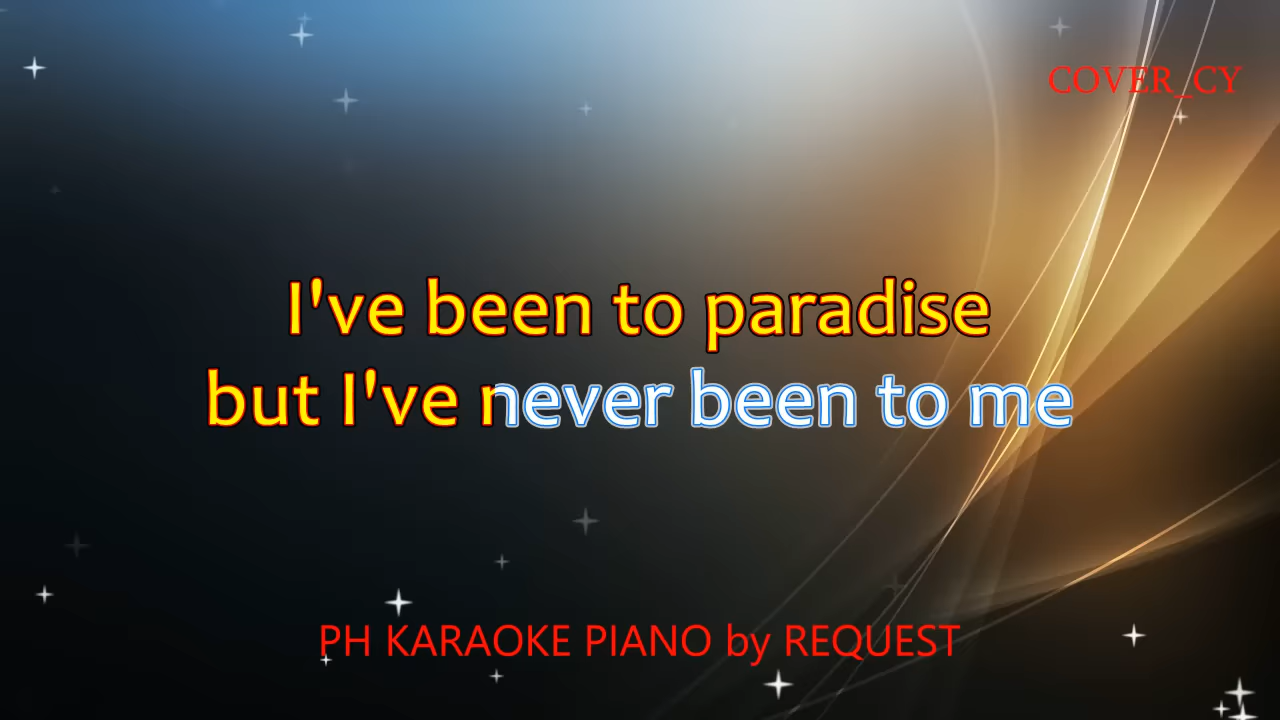 COVER_CY
I've been to paradise
but I've never been to me
PH KARAOKE PIANO by REQUEST